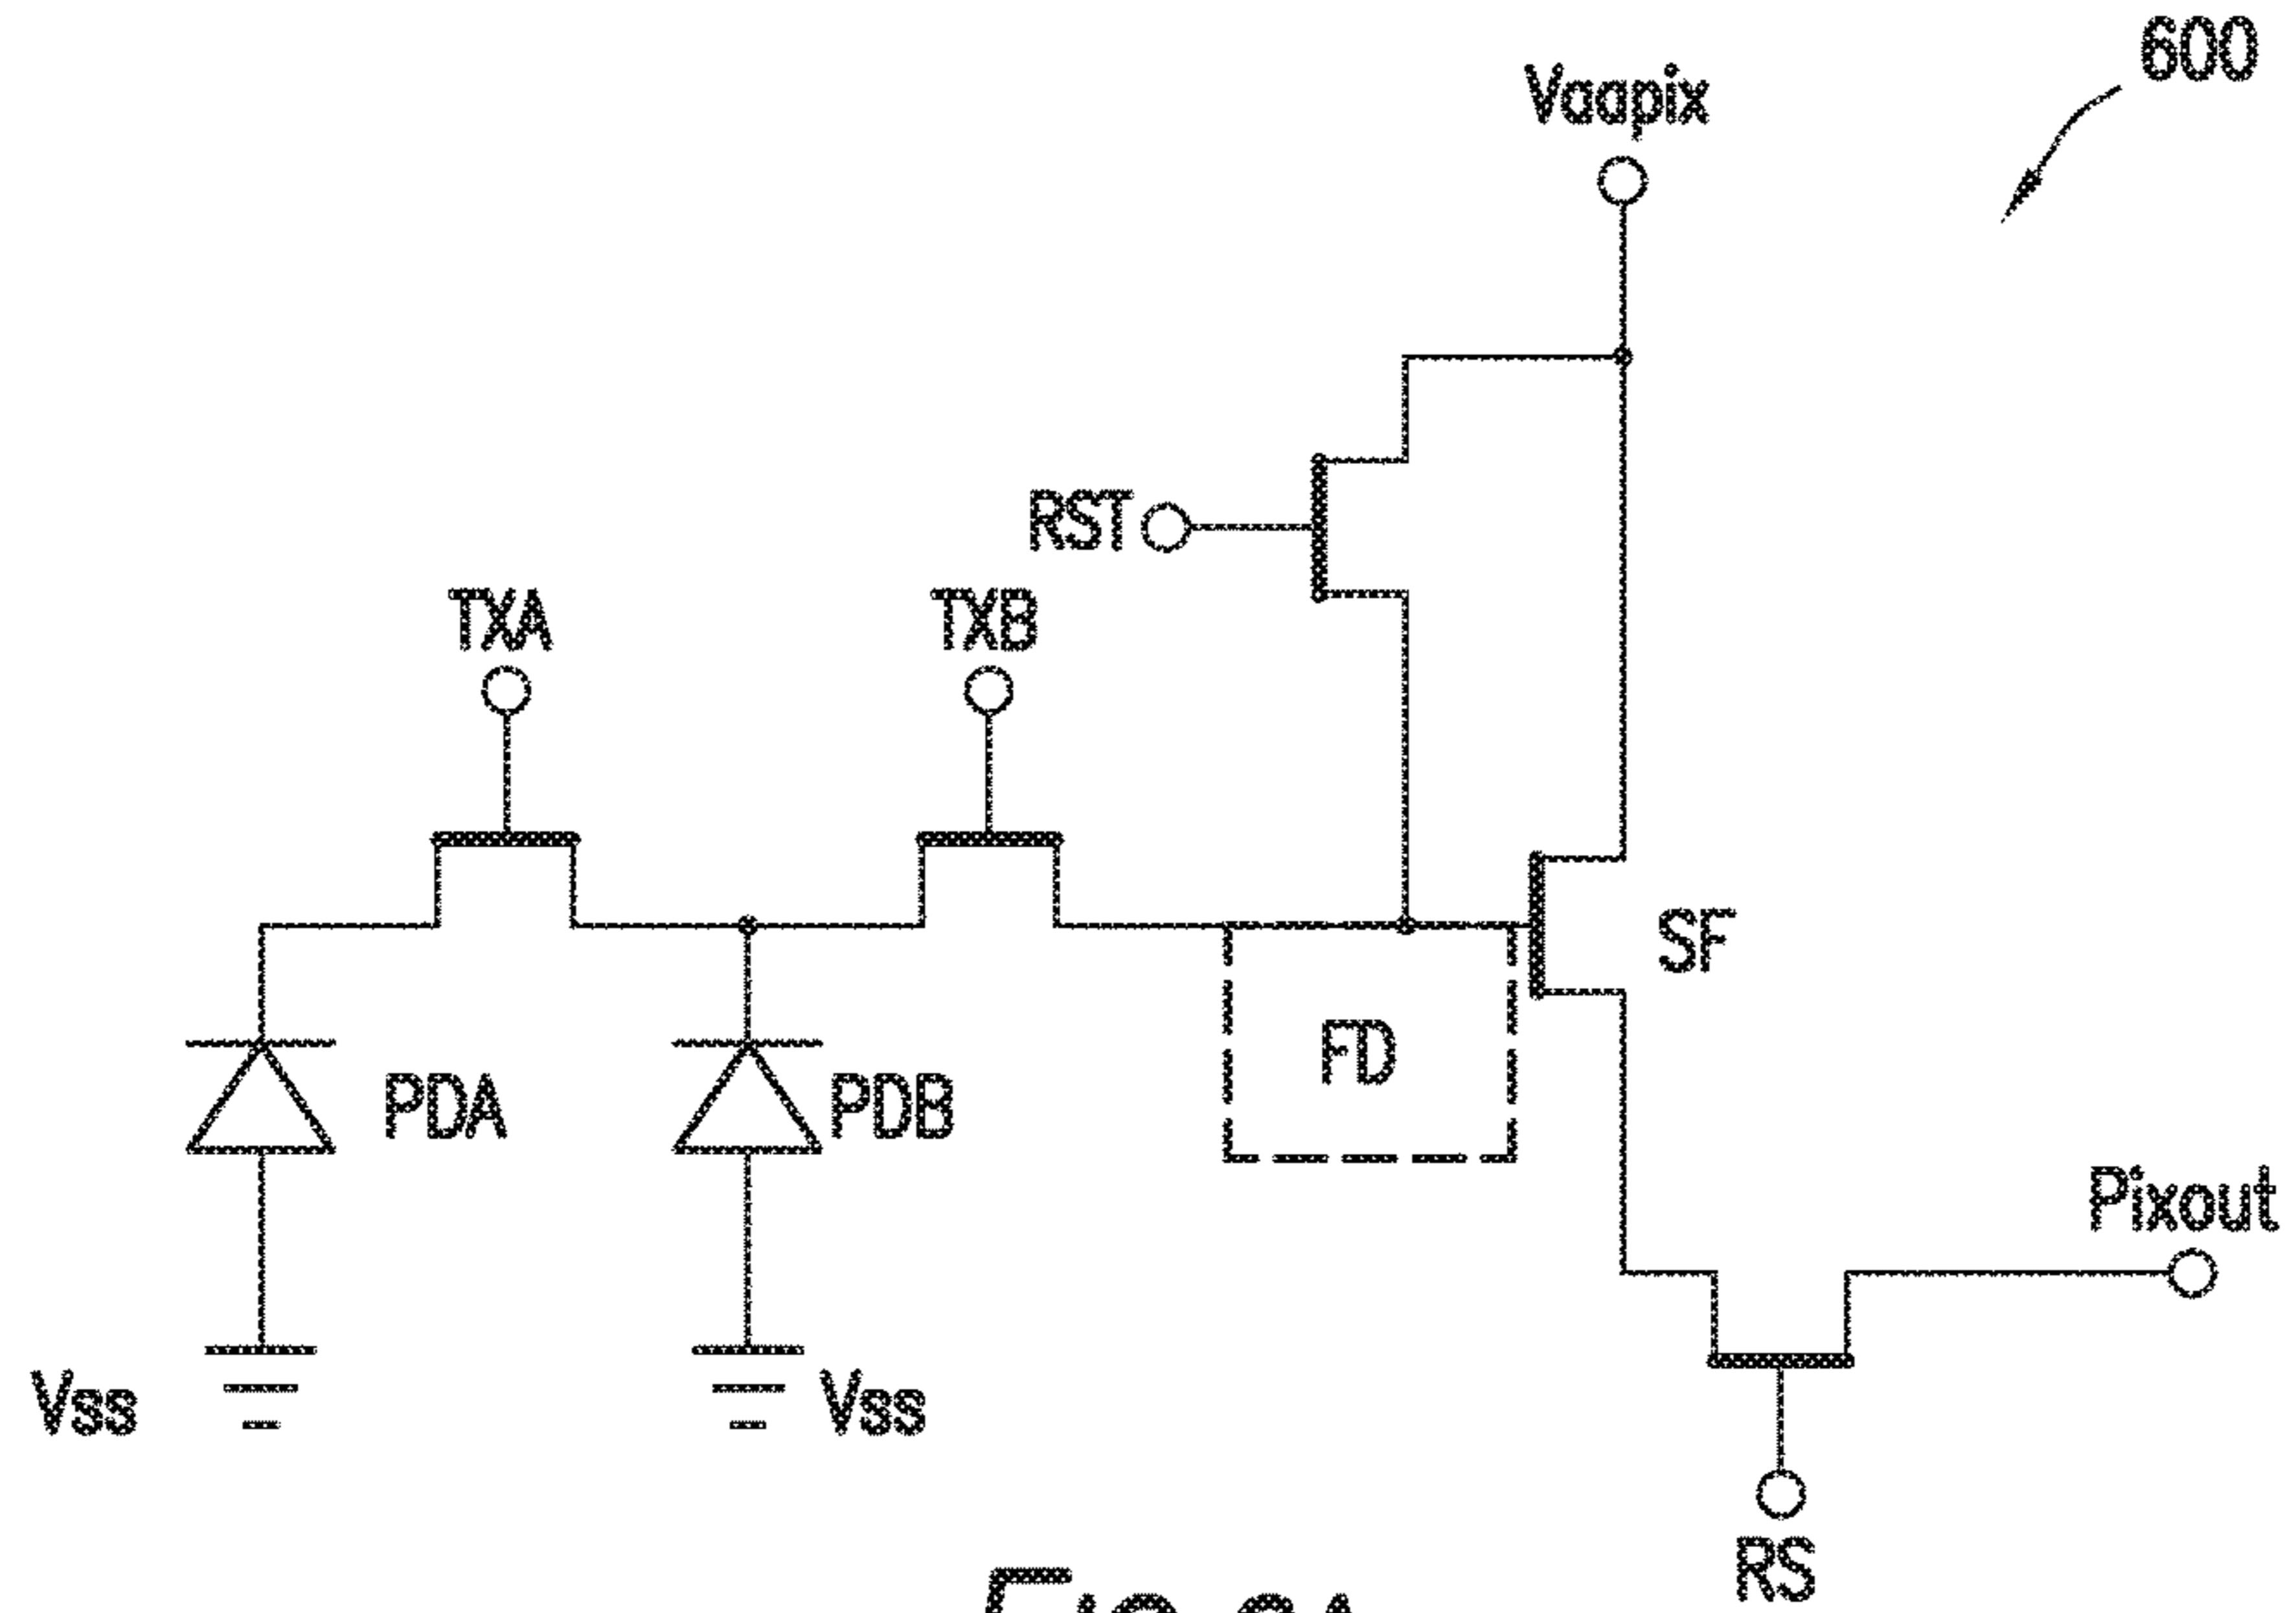 600
Vaapix
RST
TXA
TXB
SF
FD
PDA
PDB
Pixout
Vss
Vss
RS